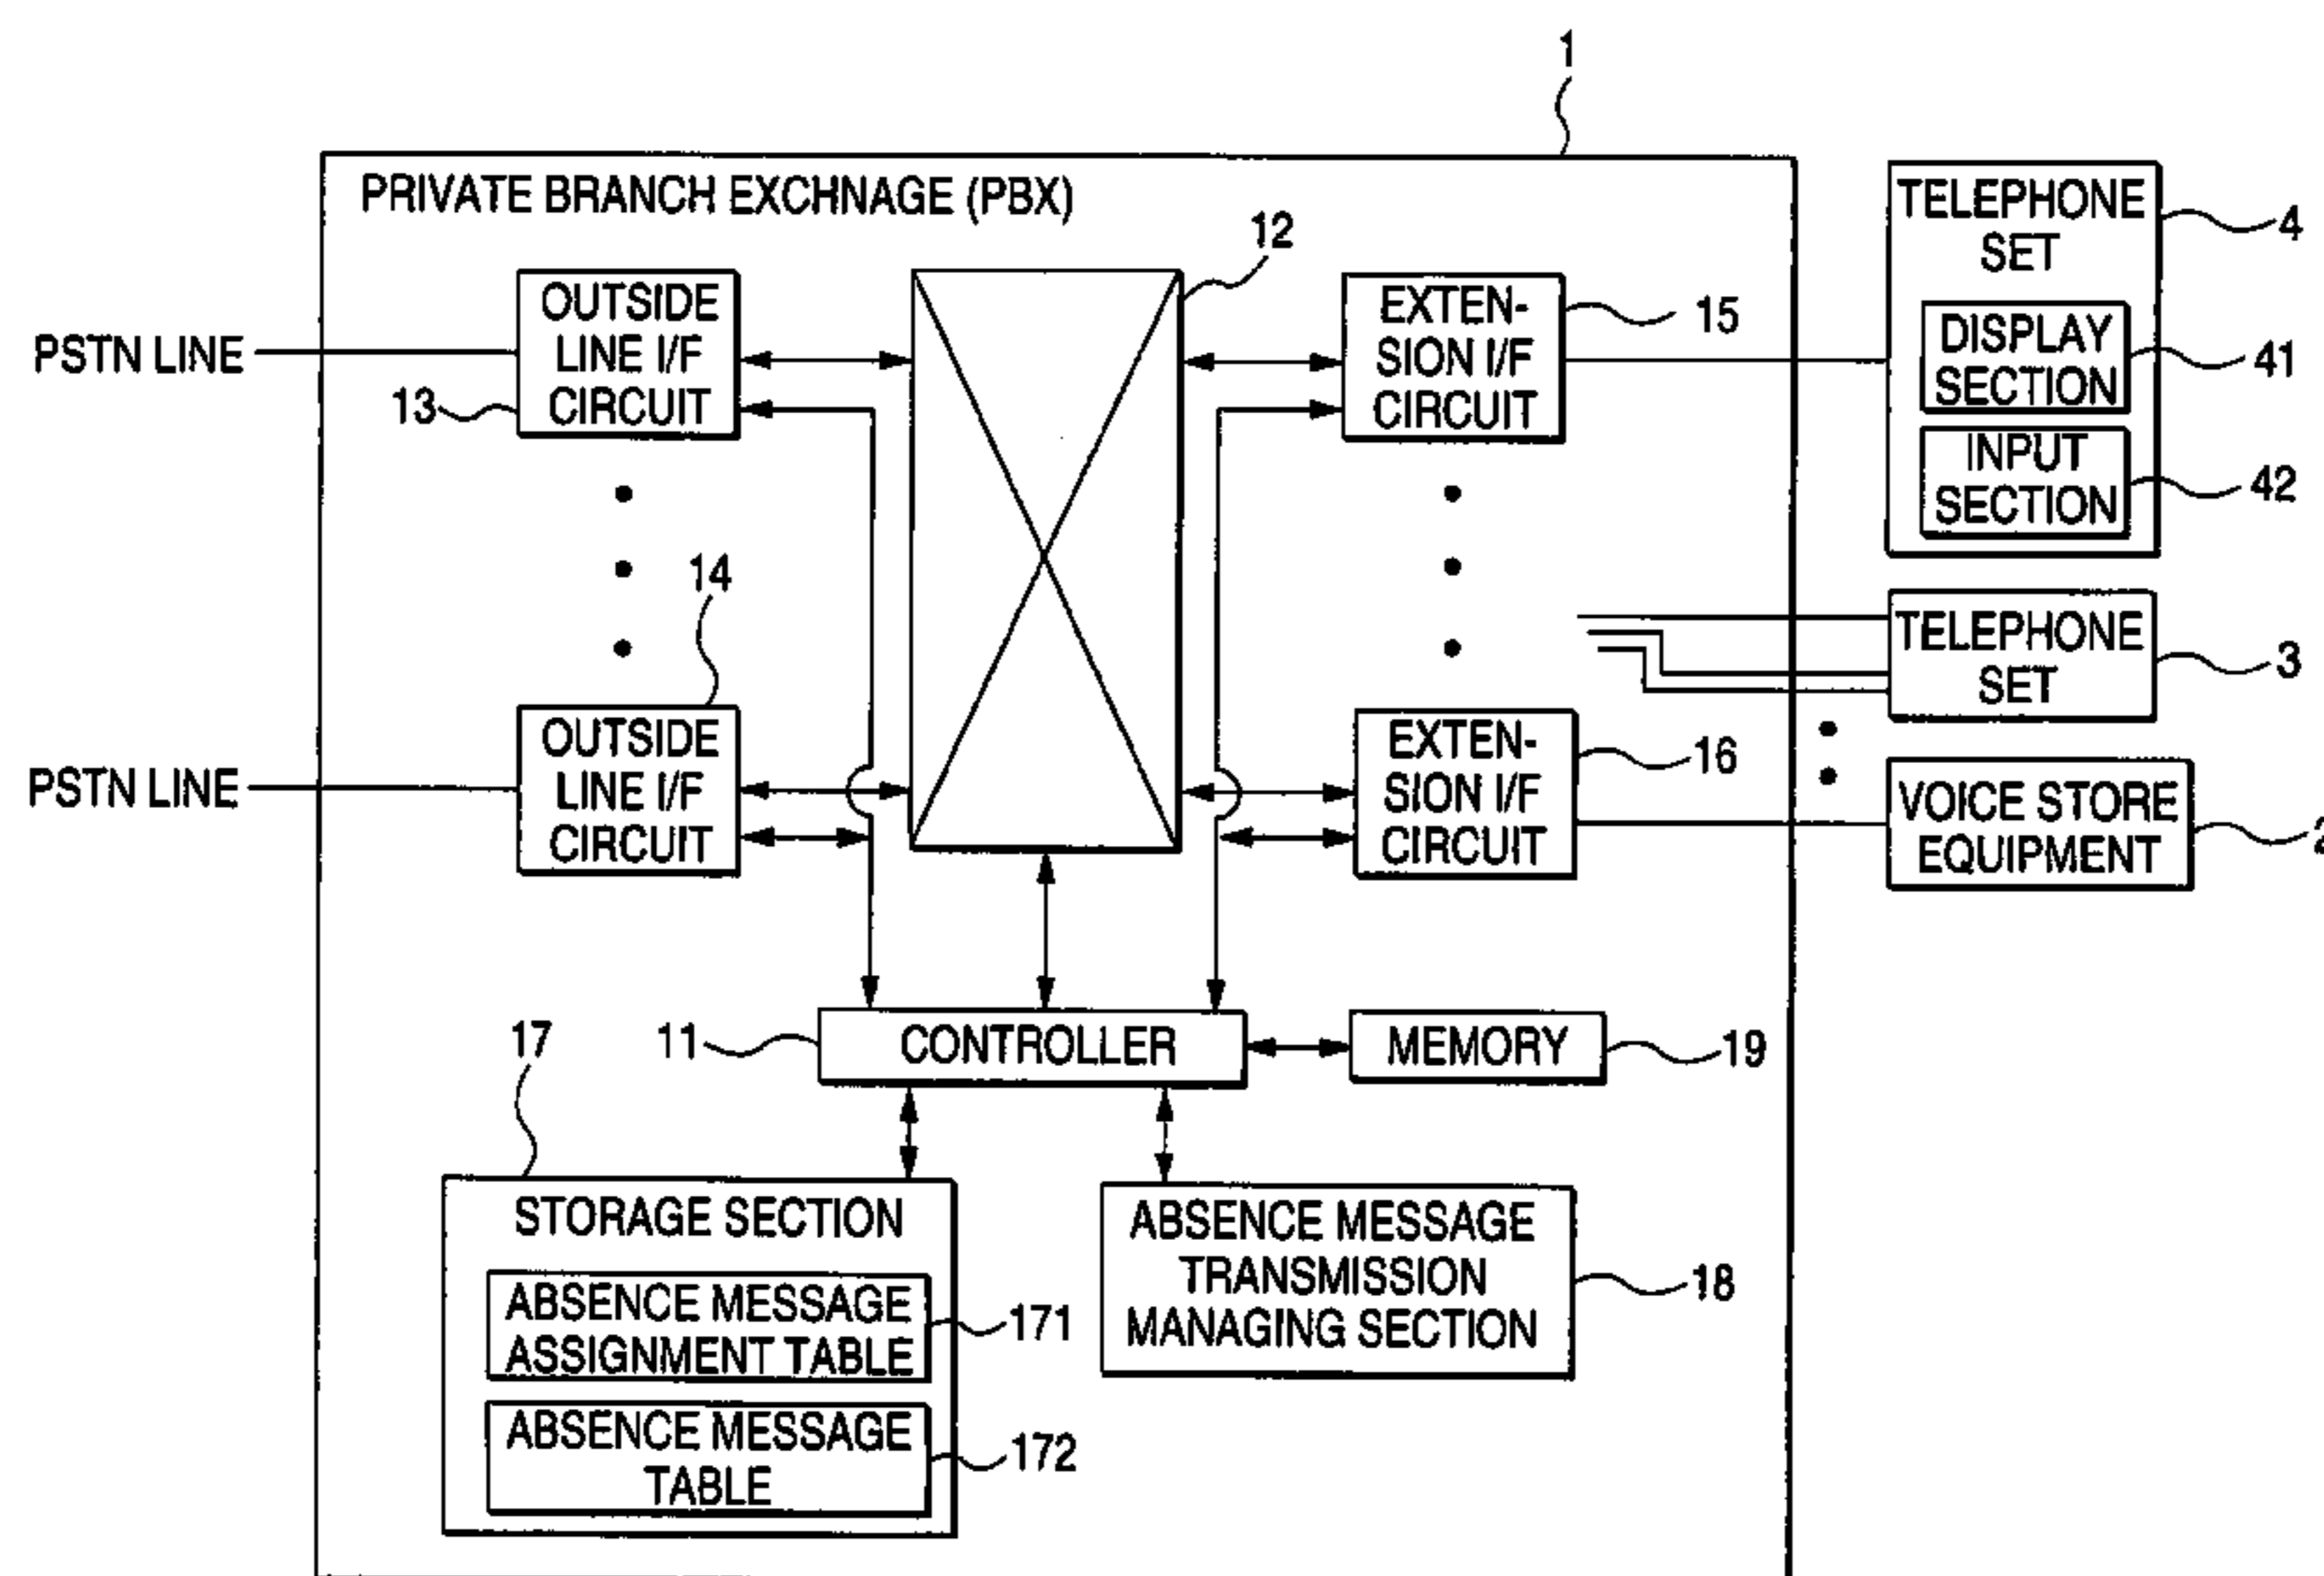 1
PRIVATE BRANCH EXCHNAGE (PBX)
12
OUTSIDE
LINE I/F
CIRCUIT
13
PSTN LINE
EXTEN-
SION I/F
CIRCUIT
15
TELEPHONE
SET
4
DISPLAY
SECTION
41
INPUT
SECTION
42
14
OUTSIDE
LINE I/F
CIRCUIT
PSTN LINE
EXTEN-
SION I/F
CIRCUIT
16
TELEPHONE
SET
3
VOICE STORE
EQUIPMENT
2
11
CONTROLLER
MEMORY
19
17
STORAGE SECTION
ABSENCE MESSAGE
ASSIGNMENT TABLE
171
ABSENCE MESSAGE
TABLE
172
ABSENCE MESSAGE
TRANSMISSION
MANAGING SECTION
18